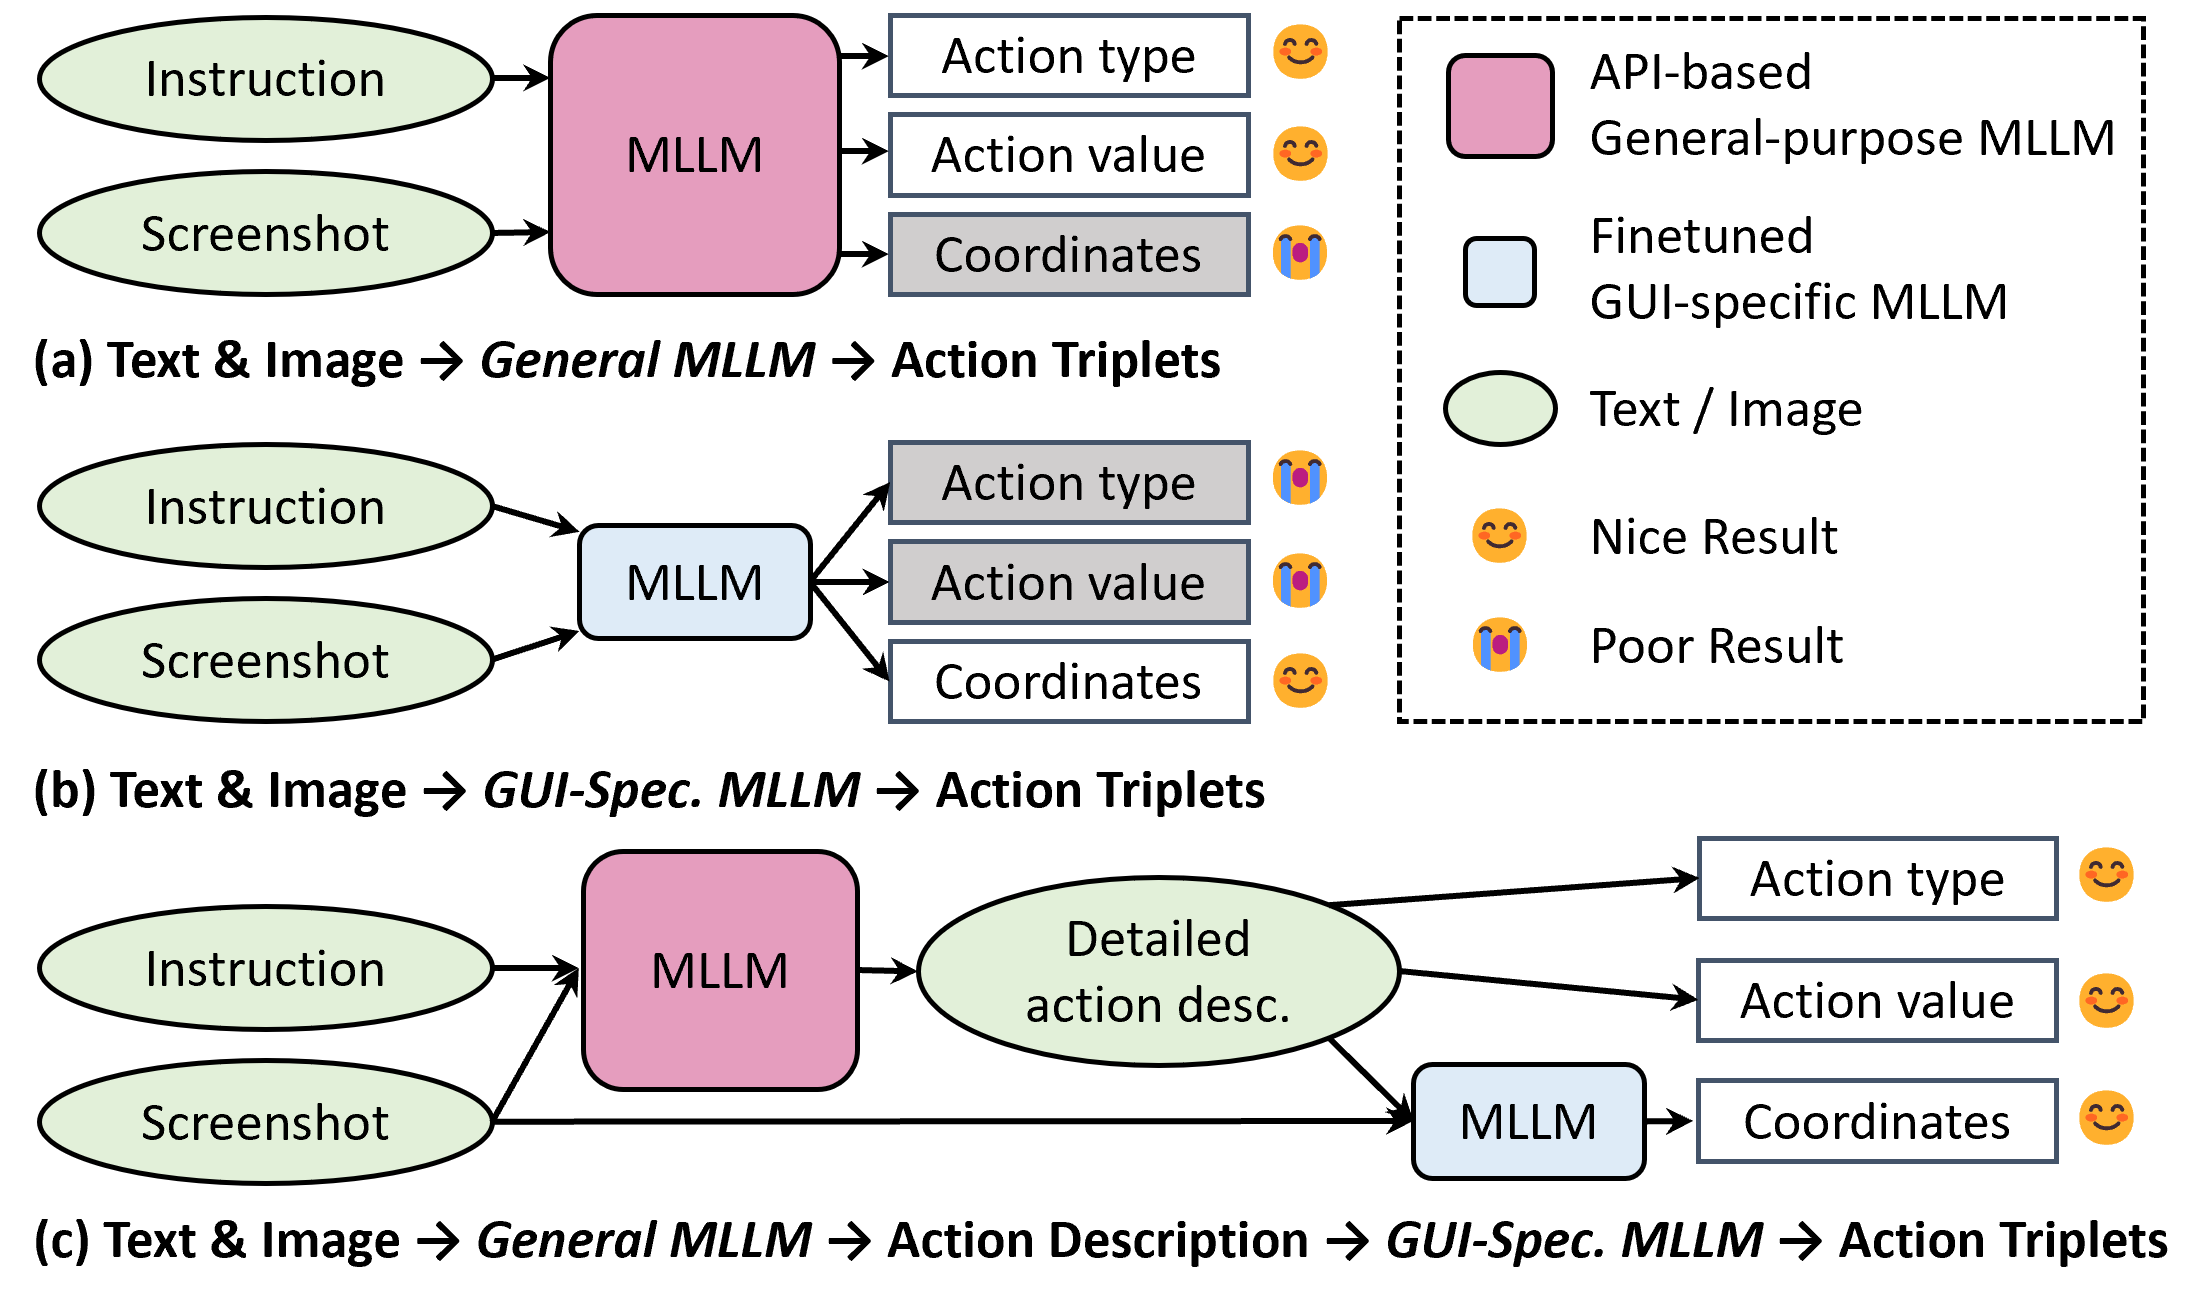 Instruction
Screenshot
MLLM
Action type
Action value
Coordinates
(a) Text & Image → General MLLM → Action Triplets
Instruction
Screenshot
MLLM
Action type
Action value
Coordinates
(b) Text & Image → GUI-Spec. MLLM → Action Triplets
API-based
General-purpose MLLM
Finetuned
GUI-specific MLLM
Text / Image
Nice Result
Poor Result
Instruction
Screenshot
MLLM
Detailed
action desc.
MLLM
Action type
Action value
Coordinates
(c) Text & Image → General MLLM → Action Description → GUI-Spec. MLLM → Action Triplets